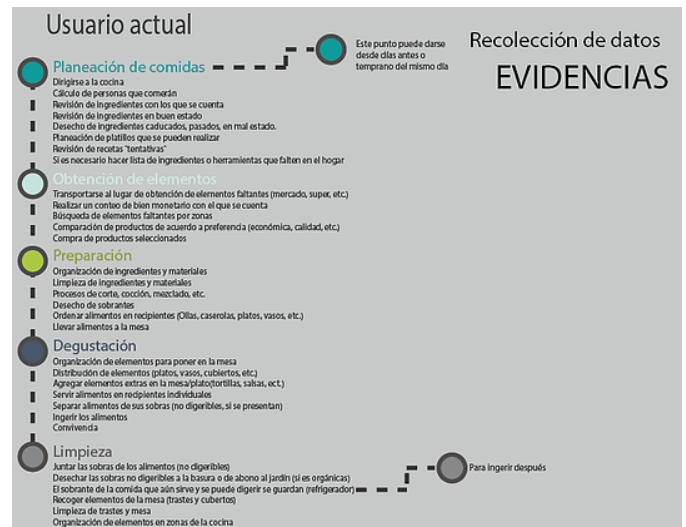 Usuario actual
Recolección de datos
EVIDENCIAS
Planeación de comidas
Este punto puede darse
desde días antes o
temprano del mismo día
Dirigirse a la cocina
Cálculo de personas que comerán
Revisión de ingredientes con los que se cuenta
Revisión de ingredientes en buen estado
Desecho de ingredientes caducados, pasados, en mal estado.
Planeación de platillos que se pueden realizar
Revisión de recetas "tentativas"
Si es necesario hacer lista de ingredientes o herramientas que falten en el hogar
Obtención de elementos
Transportarse al lugar de obtención de elementos faltantes (mercado, super, etc.)
Realizar un conteo de bien monetario con el que se cuenta
Búsqueda de elementos faltantes por zonas
Comparación de productos de acuerdo a preferencia (económica, calidad, etc.)
Compra de productos seleccionados
Preparación
Organización de ingredientes y materiales
Limpieza de ingredientes y materiales
Procesos de corte, cocción, mezclado, etc.
Desecho de sobrantes
Ordenar alimentos en recipientes (Ollas, caserolas, platos, vasos, etc.)
Llevar alimentos a la mesa
Degustación
Organización de elementos para poner en la mesa
Distribución de elementos (platos, vasos, cubiertos, etc.)
Agregar elementos extras en la mesa/plato(tortillas, salsas, ect.)
Servir alimentos en recipientes individuales
Separar alimentos de sus sobras (no digeribles, si se presentan)
Ingerir los alimentos
Convivencia
Limpieza
Juntar las sobras de los alimentos (no digeribles)
Desechar las sobras no digeribles a la basura o de abono al jardín (si es orgánicas)
El sobrante de la comida que aún sirve y se puede digerir se guardan (refrigerador)
Para ingerir después
Recoger elementos de la mesa (trastes y cubertos)
Limpieza de trastes y mesa
Organización de elementos en zonas de la cocina